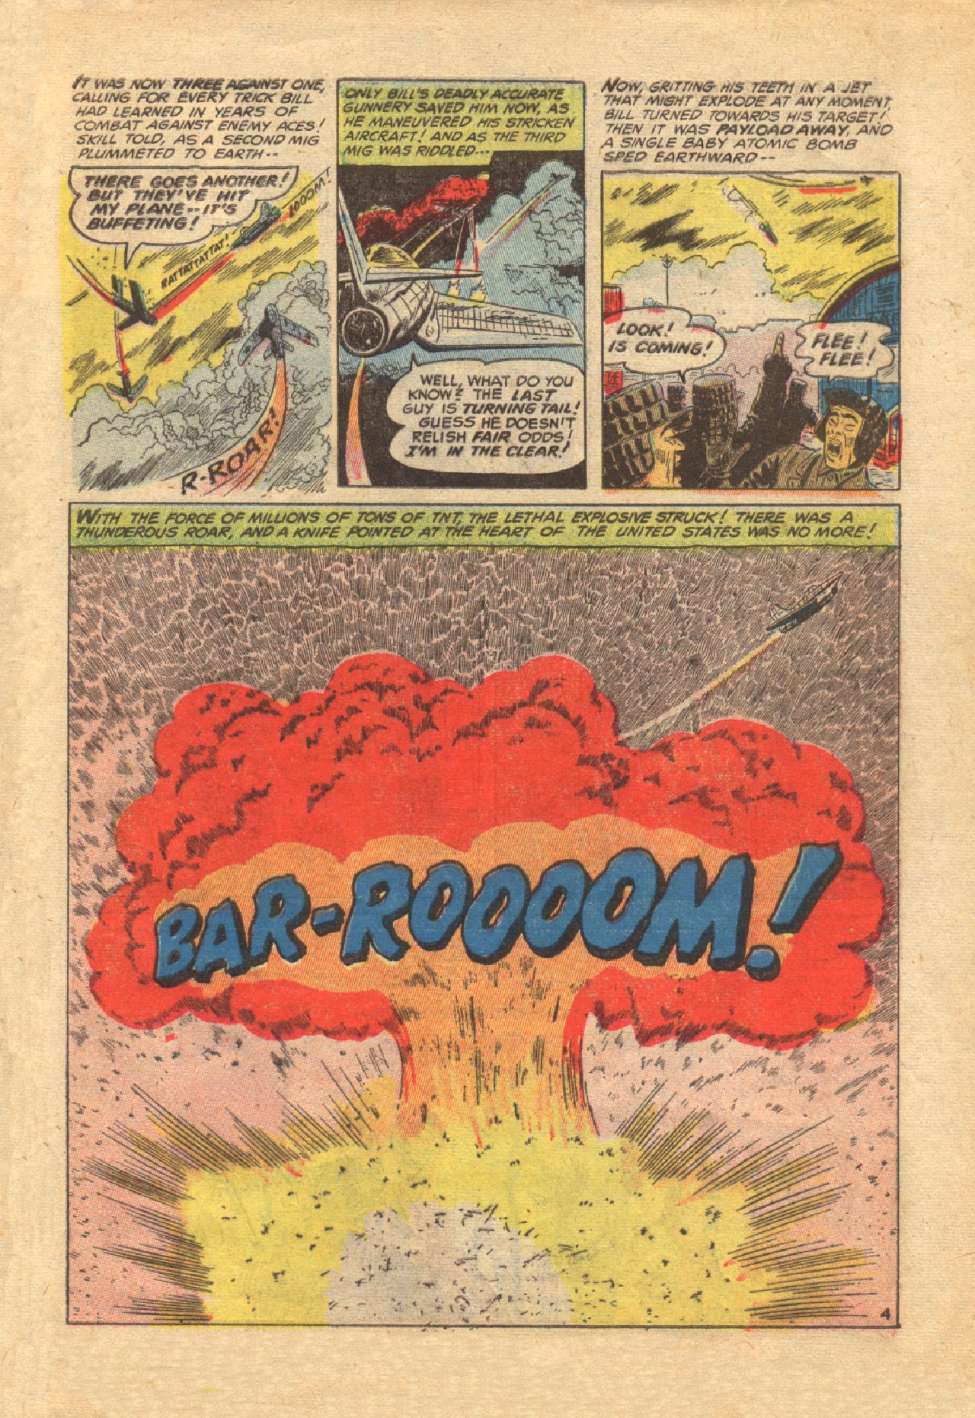 IT WAS NOW THREE AGAINST ONE,
CALLING FOR EVERY TRICK BILL
HAD LEARNED IN YEARS OF
COMBAT AGAINST ENEMY ACES!
SKILL TOLD, AS A SECOND MIG
PLUMMETED TO EARTH--
THERE GOES ANOTHER!
BUT THEY'VE HIT
MY PLANE--IT'S
BUFFETING!
ZOOOM!
RATTATTATTAT!
R-ROAR!
ONLY BILL'S DEADLY ACCURATE
GUNNERY SAVED HIM NOW, AS
HE MANEUVERED HIS STRICKEN
AIRCRAFT! AND AS THE THIRD
MIG WAS RIDDLED---
WELL, WHAT DO YOU
KNOW? THE LAST
GUY IS TURNING TAIL!
GUESS HE DOESN'T
RELISH FAIR ODDS!
I'M IN THE CLEAR!
NOW, GRITTING HIS TEETH IN A JET
THAT MIGHT EXPLODE AT ANY MOMENT,
BILL TURNED TOWARDS HIS TARGET!
THEN IT WAS PAYLOAD AWAY, AND
A SINGLE BABY ATOMIC BOMB
SPED EARTHWARD--
LOOK!
IS COMING!
FLEE!
FLEE!
WITH THE FORCE OF MILLIONS OF TONS OF TNT, THE LETHAL EXPLOSIVE STRUCK! THERE WAS A
THUNDEROUS ROAR, AND A KNIFE POINTED AT THE HEART OF THE UNITED STATES WAS NO MORE!
BAR-ROOOOM!
4